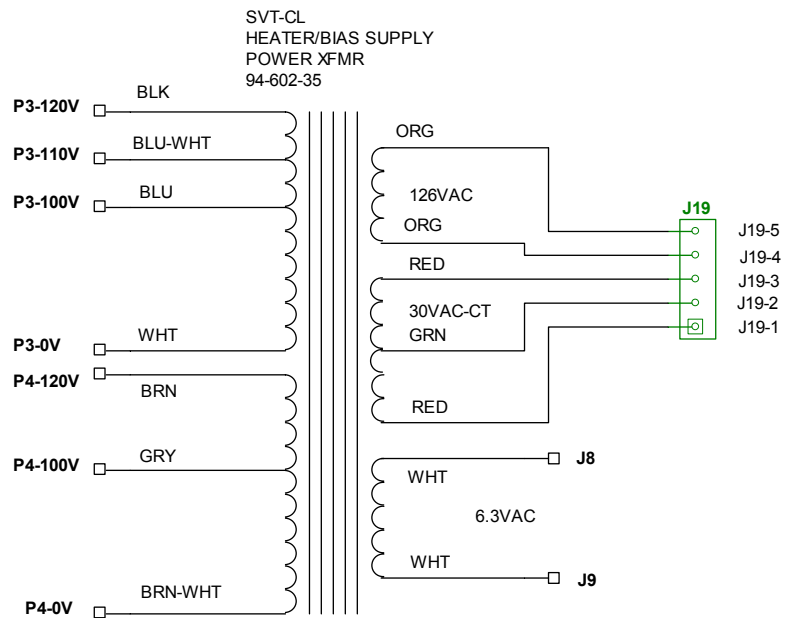 SVT-CL
HEATER/BIAS SUPPLY
POWER XFMR
94-602-35
P3-120V
BLK
P3-110V
BLU-WHT
P3-100V
BLU
P3-0V
WHT
P4-120V
BRN
P4-100V
GRY
P4-0V
BRN-WHT
ORG
126VAC
ORG
RED
30VAC-CT
GRN
RED
WHT
6.3VAC
WHT
J19
J19-5
J19-4
J19-3
J19-2
J19-1
J8
J9